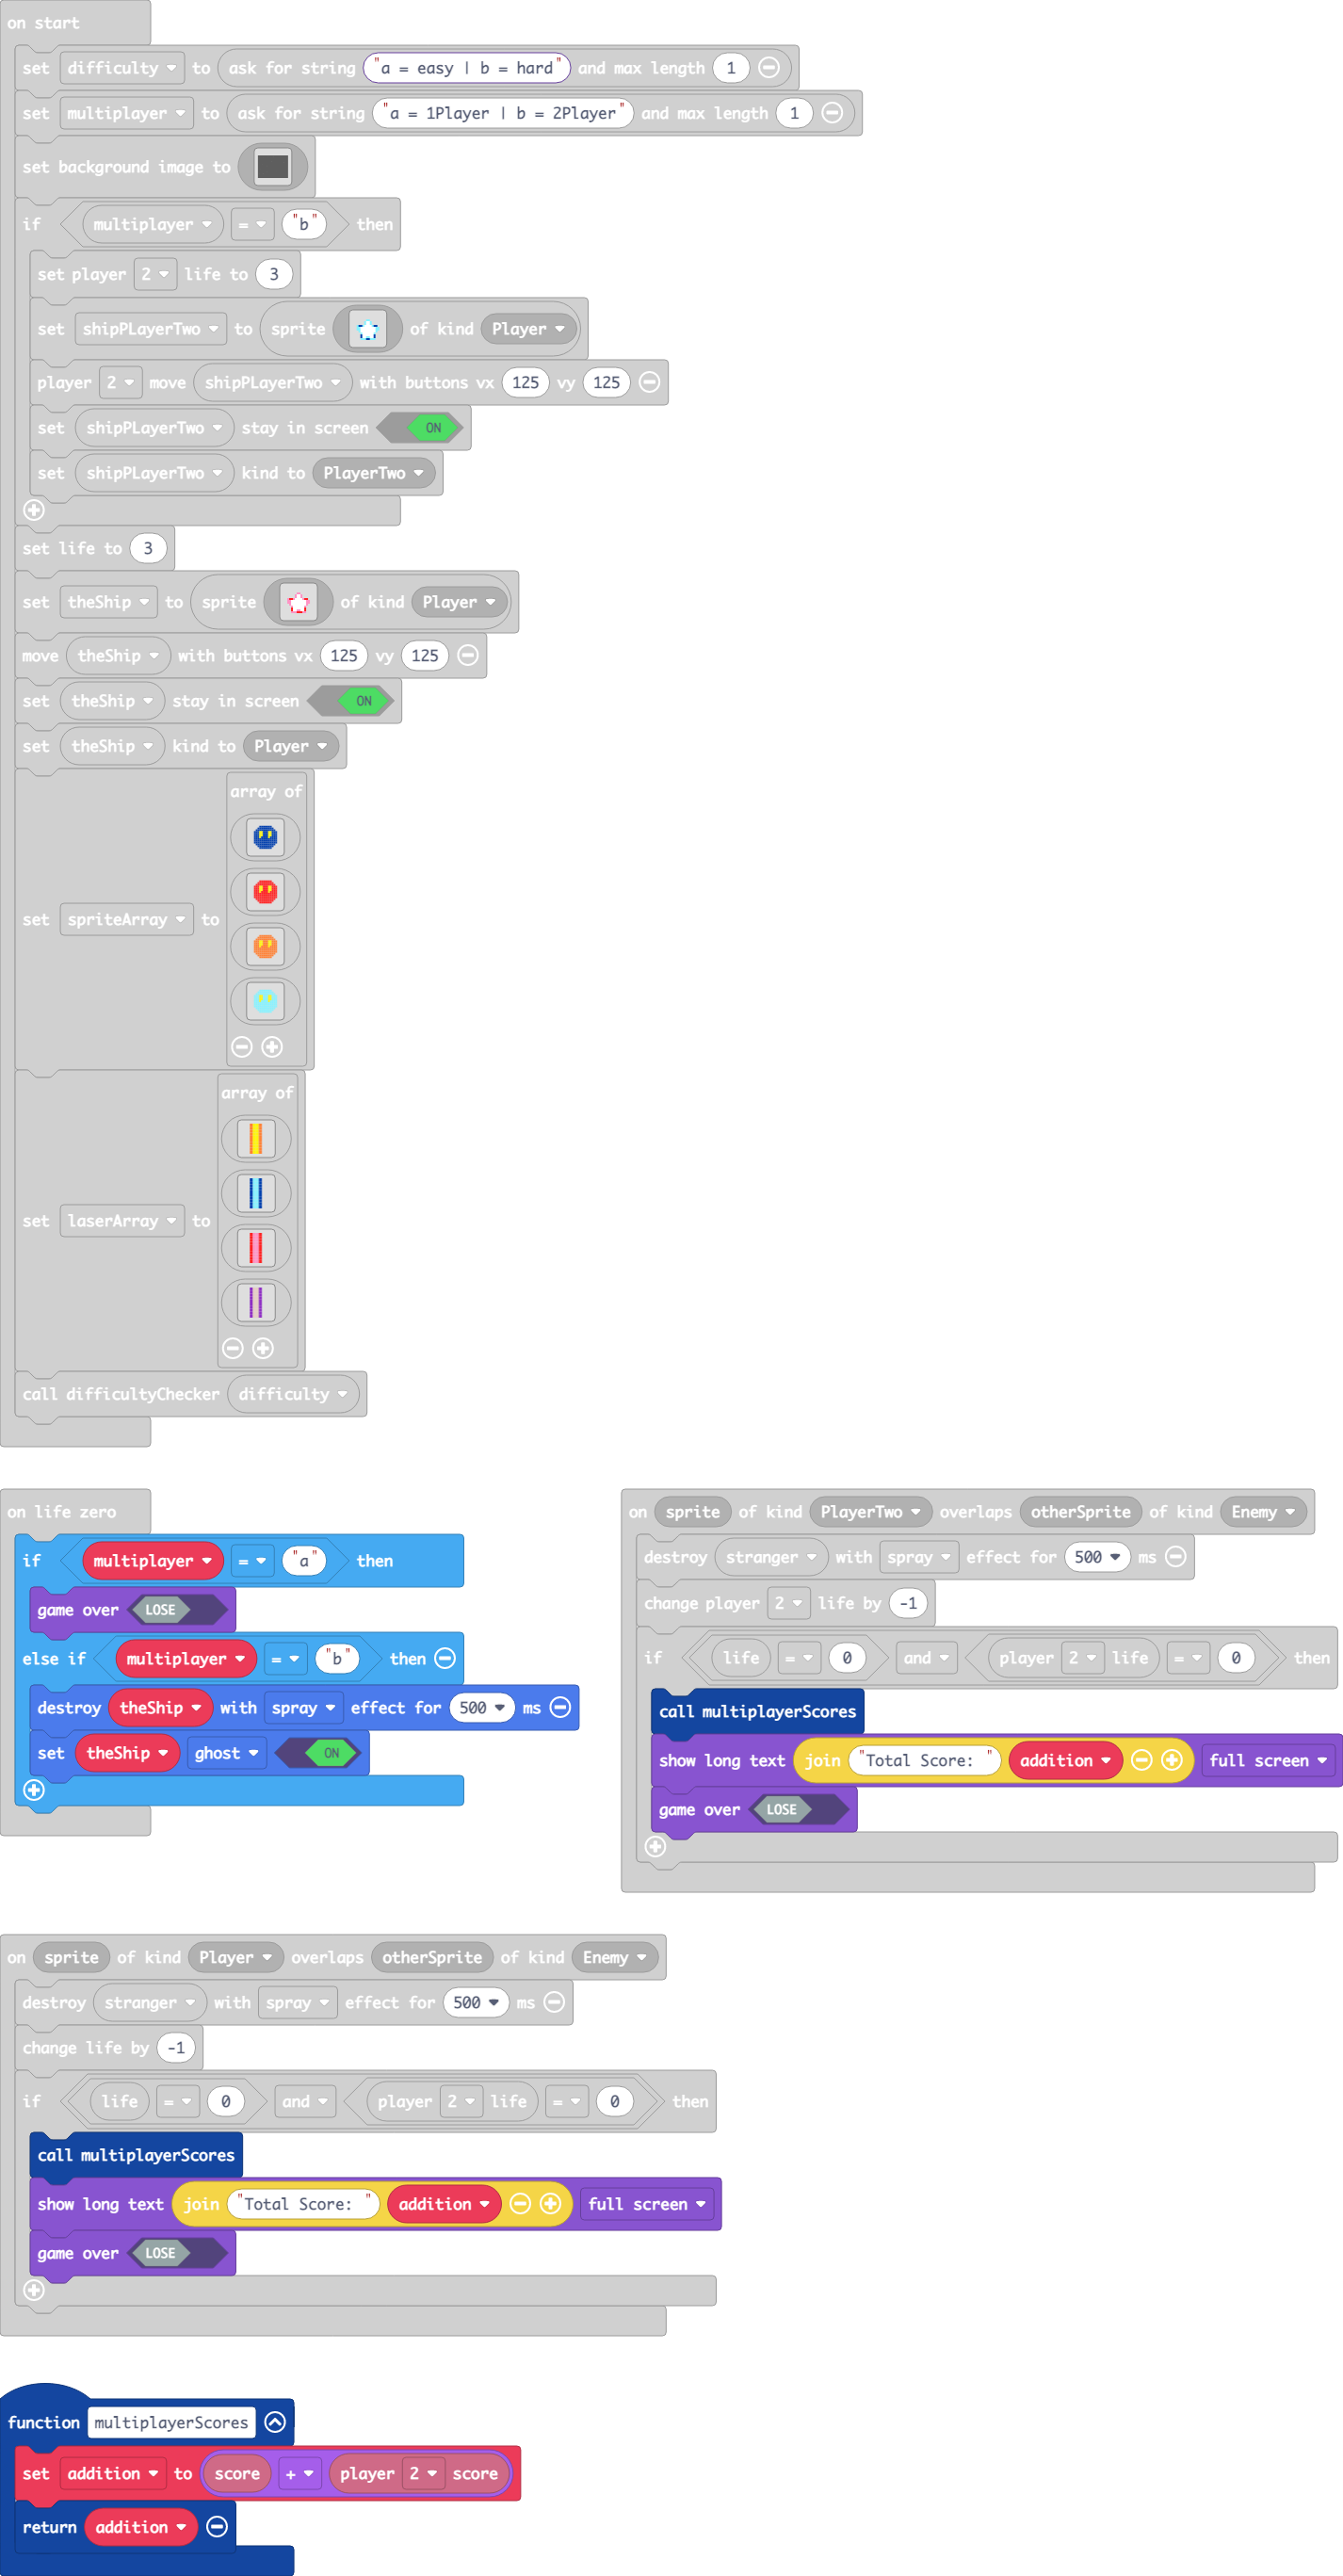 on start
set difficulty to ask for string "a = easy | b = hard" and max length 1
set multiplayer to ask for string "a = 1Player | b = 2Player" and max length 1
set background image to
if multiplayer = "b" then
set player 2 life to 3
set shipPLayerTwo to sprite of kind Player
player 2 move shipPLayerTwo with buttons vx 125 vy 125
set shipPLayerTwo stay in screen ON
set shipPLayerTwo kind to PlayerTwo
set life to 3
set theShip to sprite of kind Player
move theShip with buttons vx 125 vy 125
set theShip stay in screen ON
set theShip kind to Player
array of
set spriteArray to
array of
set laserArray to
call difficultyChecker difficulty
on life zero
if multiplayer = "a" then
game over LOSE
else if multiplayer = "b" then
destroy theShip with spray effect for 500 ms
set theShip ghost ON
on sprite of kind PlayerTwo overlaps otherSprite of kind Enemy
destroy stranger with spray effect for 500 ms
change player 2 life by -1
if life = 0 and player 2 life = 0 then
call multiplayerScores
show long text join "Total Score: " addition full screen
game over LOSE
on sprite of kind Player overlaps otherSprite of kind Enemy
destroy stranger with spray effect for 500 ms
change life by -1
if life = 0 and player 2 life = 0 then
call multiplayerScores
show long text join "Total Score: " addition full screen
game over LOSE
function multiplayerScores
set addition to score + player 2 score
return addition